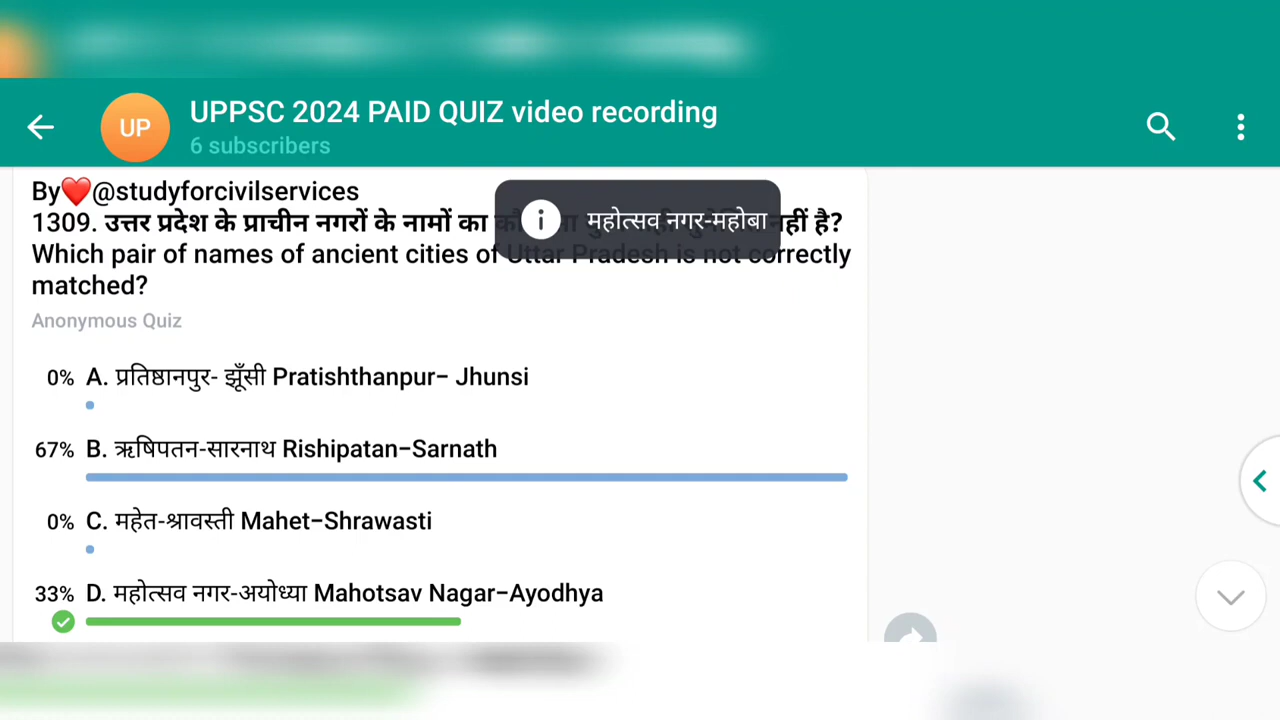 UP
UPPSC 2024 PAID QUIZ video recording
6 subscribers
By❤️@studyforcivilservices
महोत्सव नगर-महोबा
1309. उत्तर प्रदेश के प्राचीन नगरों के नामों का नहीं है?
Which pair of names of ancient cities of Uttar Pradesh is not correctly
matched?
Anonymous Quiz
0% A. प्रतिष्ठानपुर- झूँसी Pratishthanpur– Jhunsi
67% B. ऋषिपतन-सारनाथ Rishipatan–Sarnath
0% C. महेत-श्रावस्ती Mahet–Shrawasti
33% D. महोत्सव नगर-अयोध्या Mahotsav Nagar–Ayodhya